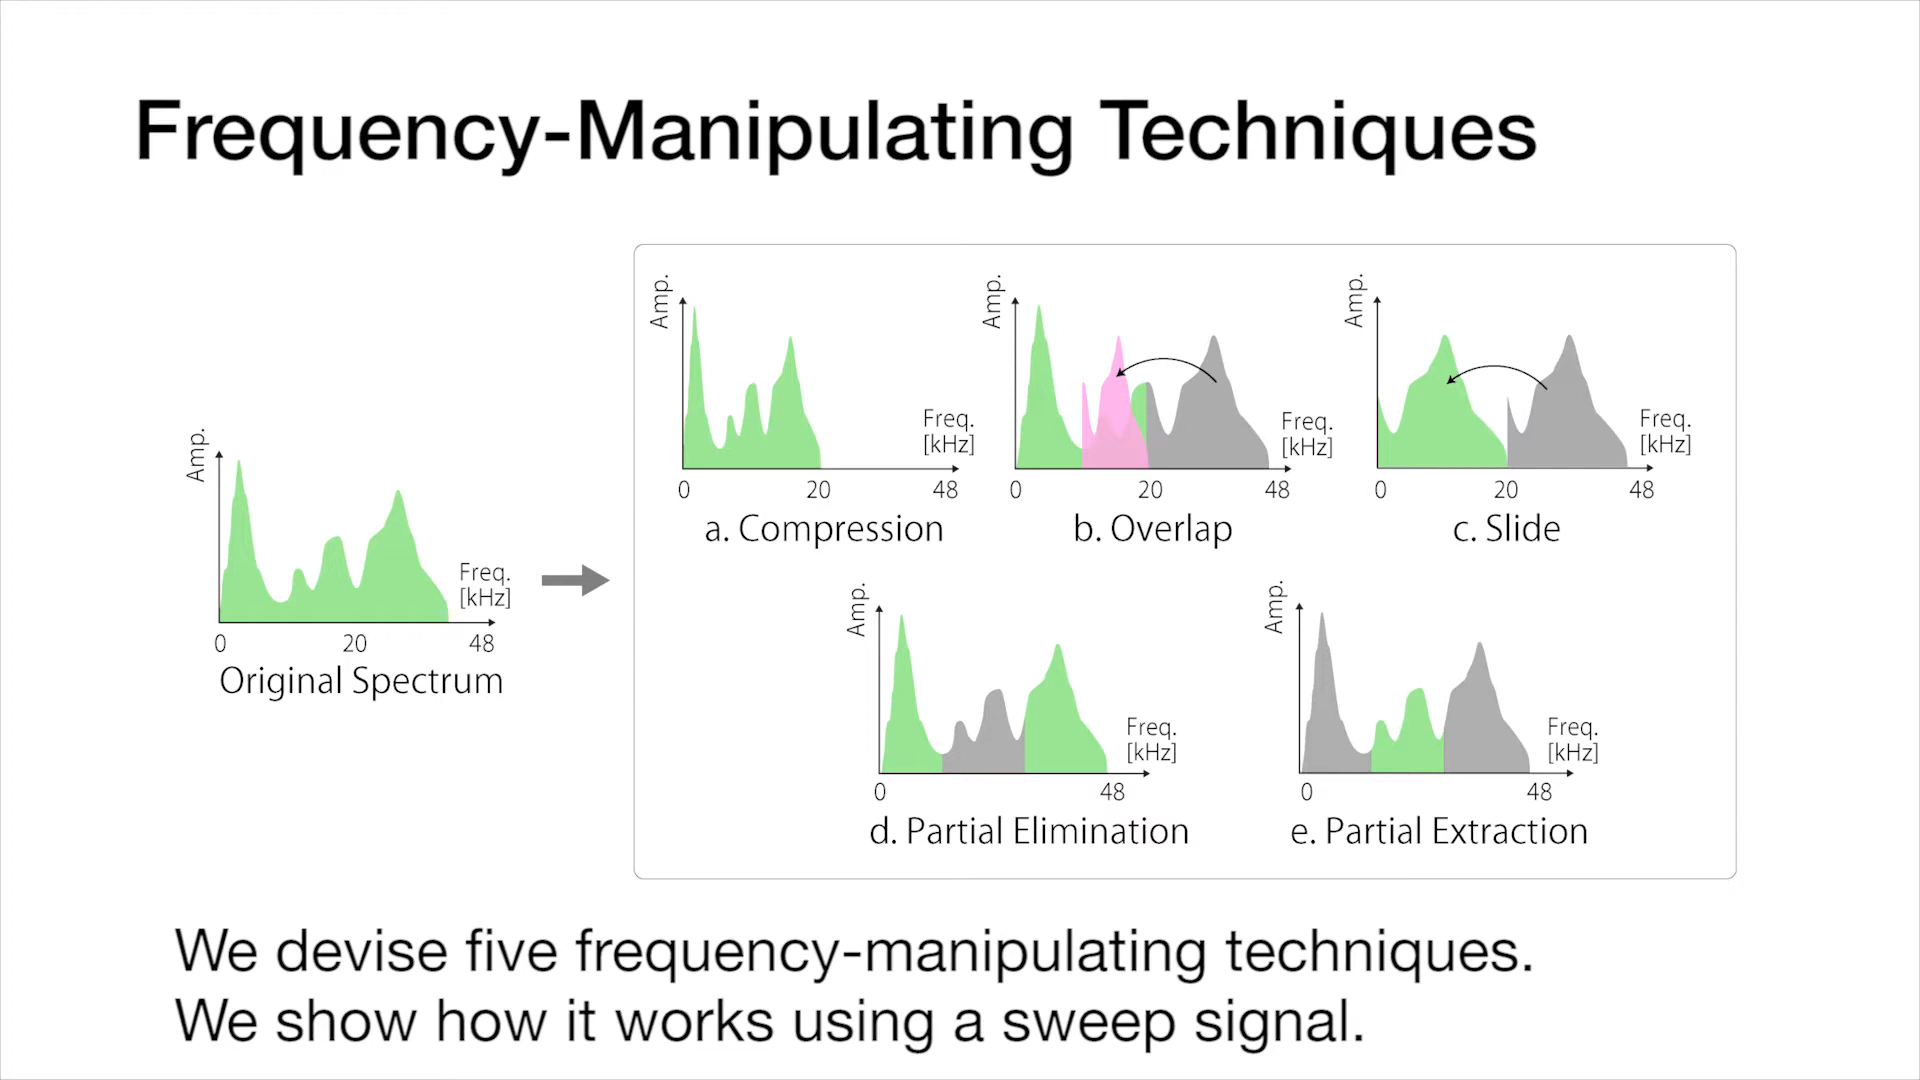 Frequency-Manipulating Techniques
Amp.
Freq.
[kHz]
0 20 48
Original Spectrum
Amp.
Freq.
[kHz]
0 20 48
a. Compression
Amp.
Freq.
[kHz]
0 20 48
b. Overlap
Amp.
Freq.
[kHz]
0 20 48
c. Slide
Amp.
Freq.
[kHz]
0 48
d. Partial Elimination
Amp.
Freq.
[kHz]
0 48
e. Partial Extraction
We devise five frequency-manipulating techniques.
We show how it works using a sweep signal.